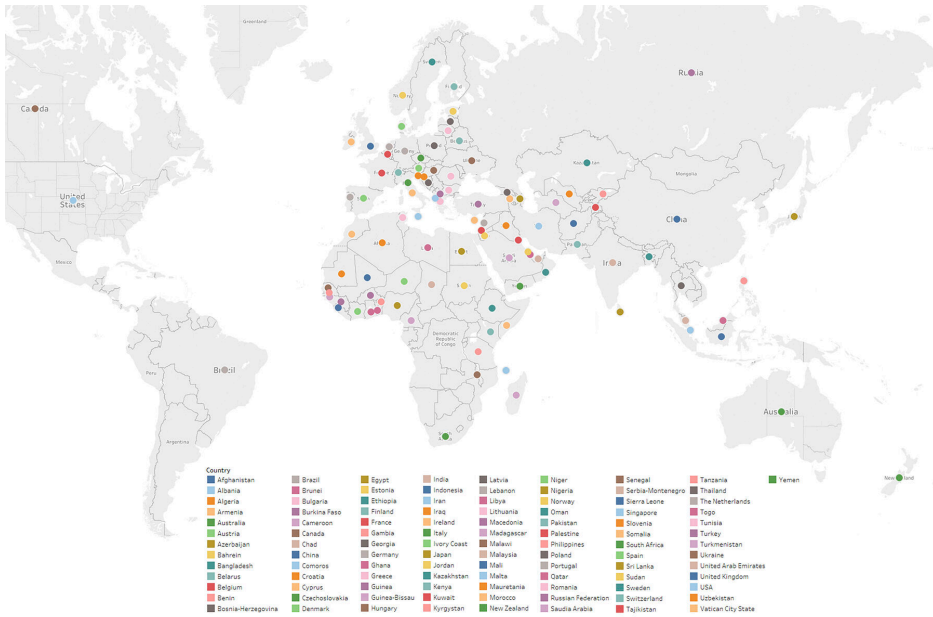 Greenland
Russia
Canada
Kazakhstan
Mongolia
United
States
China
Mexico
India
Democratic
Republic
of Congo
Brazil
Peru
Australia
Argentina
Country
Afghanistan
Albania
Algeria
Armenia
Australia
Austria
Azerbaijan
Bahrain
Bangladesh
Belarus
Belgium
Benin
Bosnia-Herzegovina
Brazil
Brunei
Bulgaria
Burkina Faso
Cameroon
Canada
Chad
China
Comoros
Croatia
Cyprus
Czechoslovakia
Denmark
Egypt
Estonia
Ethiopia
Finland
France
Gambia
Georgia
Germany
Ghana
Greece
Guinea
Guinea-Bissau
Hungary
India
Indonesia
Iran
Iraq
Ireland
Italy
Ivory Coast
Japan
Jordan
Kazakhstan
Kenya
Kuwait
Kyrgystan
Latvia
Lebanon
Libya
Lithuania
Macedonia
Madagascar
Malawi
Malaysia
Mali
Malta
Mauretania
Morocco
New Zealand
Niger
Nigeria
Norway
Oman
Pakistan
Palestine
Philippines
Poland
Portugal
Qatar
Romania
Russian Federation
Saudi Arabia
Senegal
Serbia-Montenegro
Sierra Leone
Singapore
Slovenia
Somalia
South Africa
Spain
Sri Lanka
Sudan
Sweden
Switzerland
Tajikistan
Tanzania
Thailand
The Netherlands
Togo
Tunisia
Turkey
Turkmenistan
Ukraine
United Arab Emirates
United Kingdom
USA
Uzbekistan
Vatican City State
Yemen